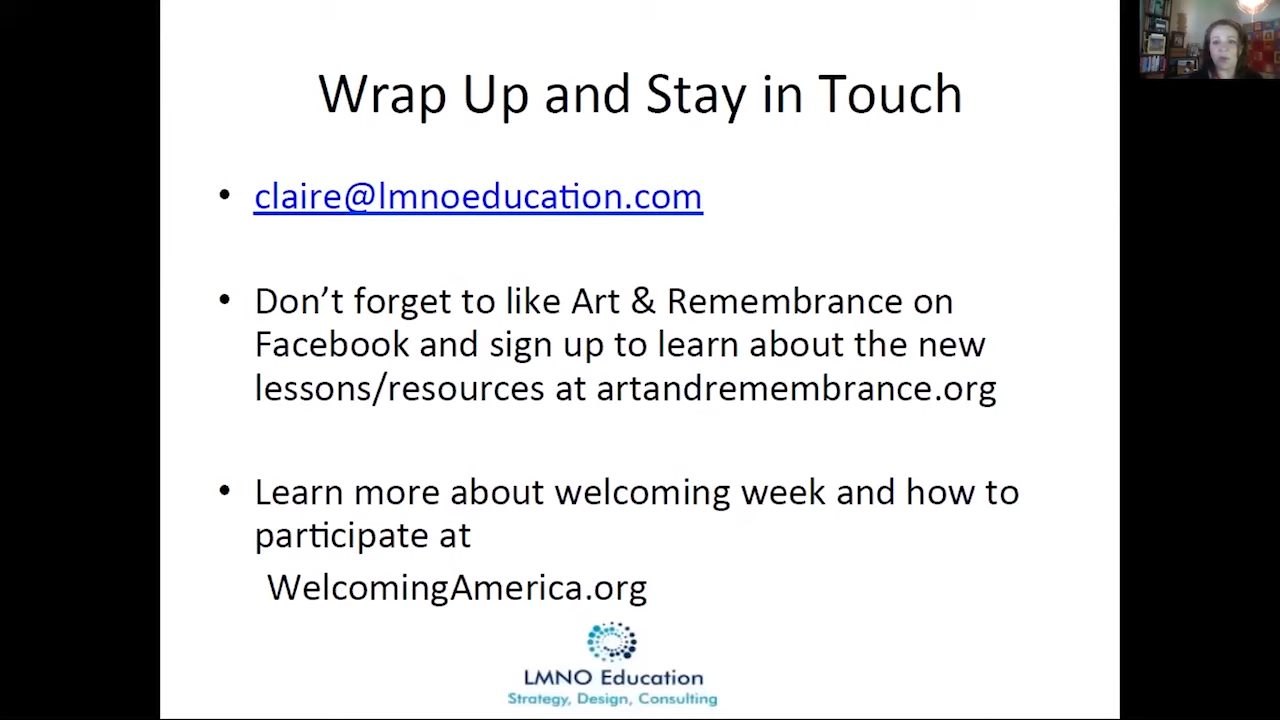 Wrap Up and Stay in Touch
• claire@lmnoeducation.com
• Don’t forget to like Art & Remembrance on
Facebook and sign up to learn about the new
lessons/resources at artandremembrance.org
• Learn more about welcoming week and how to
participate at
WelcomingAmerica.org
LMNO Education
Strategy, Design, Consulting